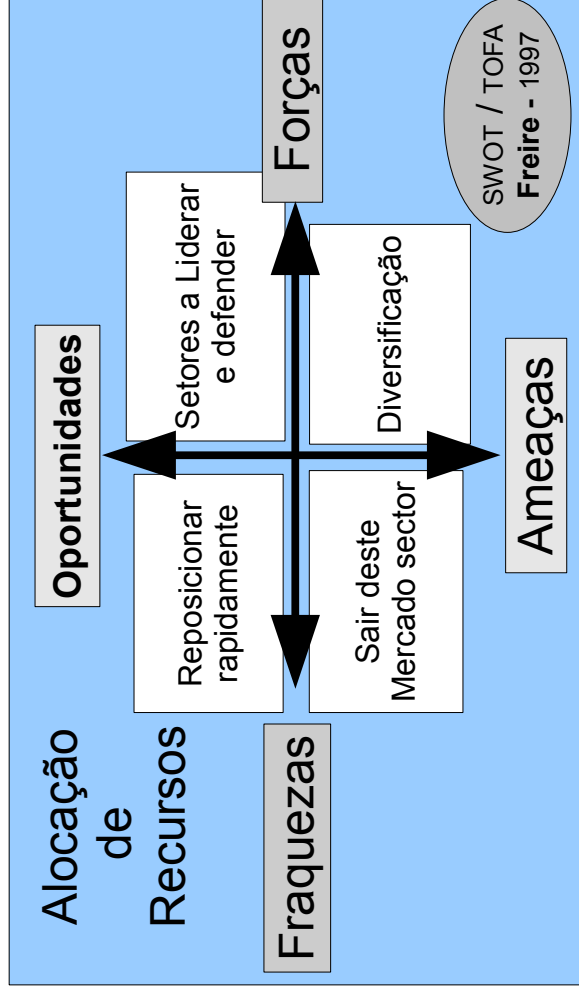 Alocação
de
Recursos
Oportunidades
Reposicionar
rapidamente
Setores a Liderar
e defender
Fraquezas
Forças
Sair deste
Mercado sector
Diversificação
Ameaças
SWOT / TOFA
Freire - 1997